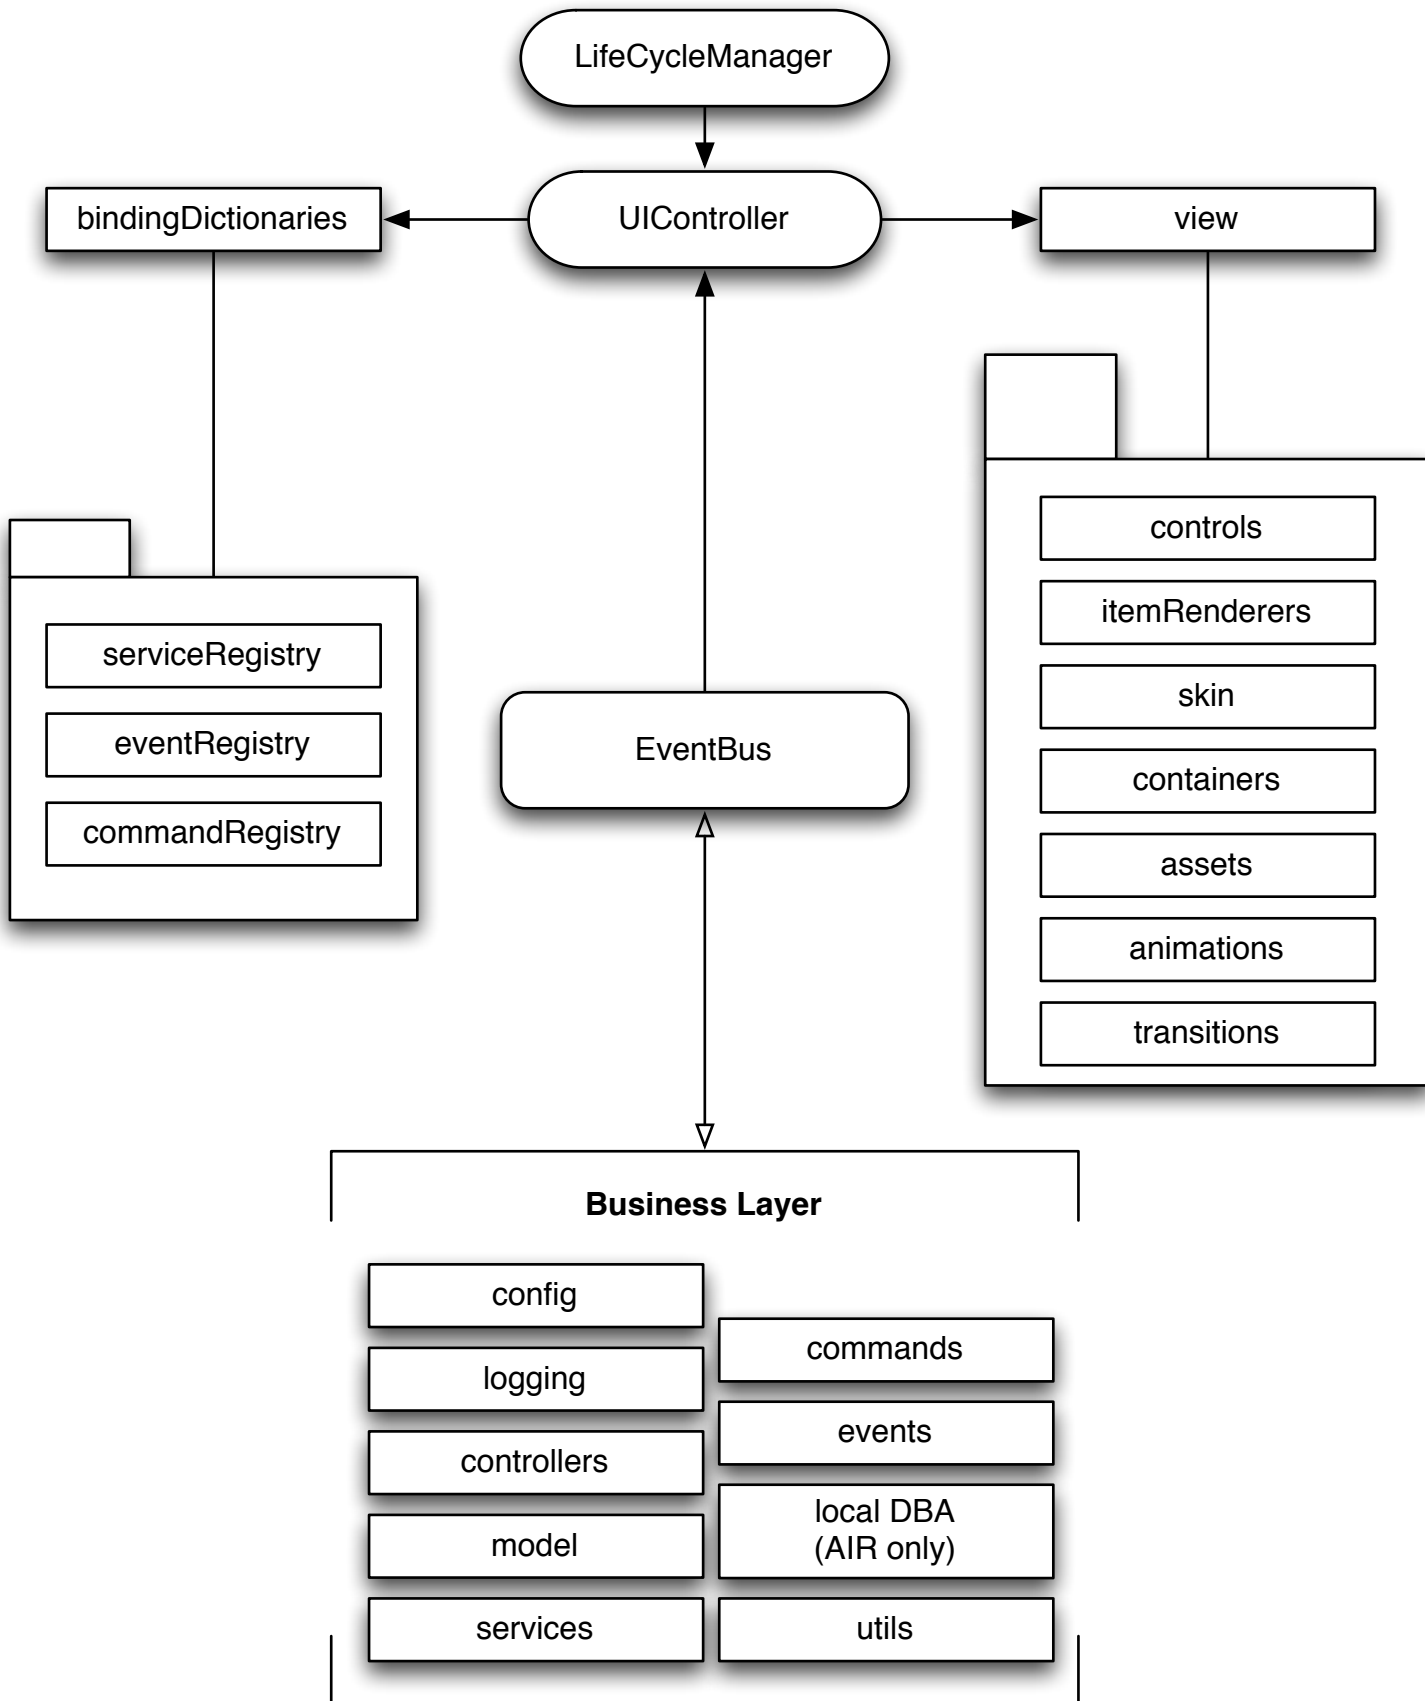 LifeCycleManager
bindingDictionaries
UIController
view
serviceRegistry
eventRegistry
commandRegistry
EventBus
controls
itemRenderers
skin
containers
assets
animations
transitions
Business Layer
config
logging
controllers
model
services
commands
events
local DBA
(AIR only)
utils